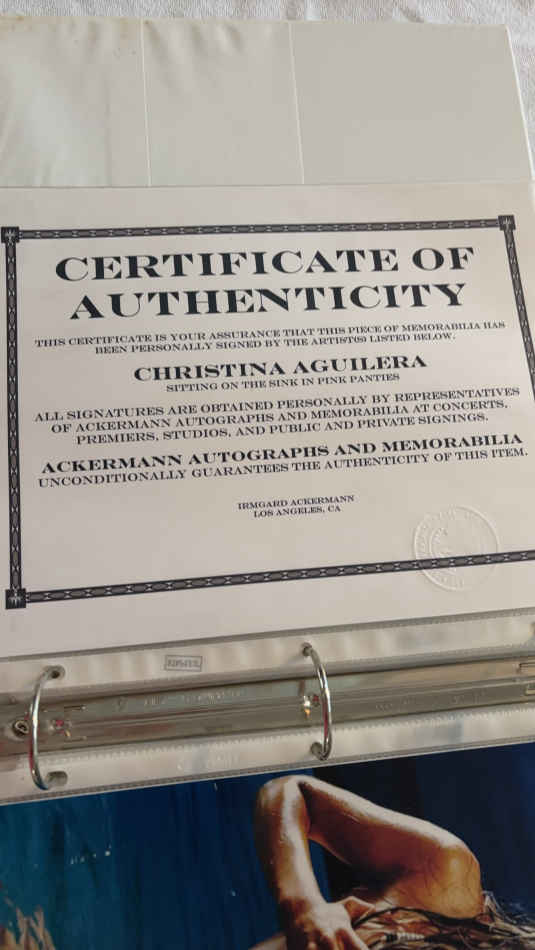 CERTIFICATE OF
AUTHENTICITY
THIS CERTIFICATE IS YOUR ASSURANCE THAT THIS PIECE OF MEMORABILIA HAS
BEEN PERSONALLY SIGNED BY THE ARTIST(S) LISTED BELOW.
CHRISTINA AGUILERA
SITTING ON THE SINK IN PINK PANTIES
ALL SIGNATURES ARE OBTAINED PERSONALLY BY REPRESENTATIVES
OF ACKERMANN AUTOGRAPHS AND MEMORABILIA AT CONCERTS,
PREMIERS, STUDIOS, AND PUBLIC AND PRIVATE SIGNINGS.
ACKERMANN AUTOGRAPHS AND MEMORABILIA
UNCONDITIONALLY GUARANTEES THE AUTHENTICITY OF THIS ITEM.
IRMGARD ACKERMANN
LOS ANGELES, CA